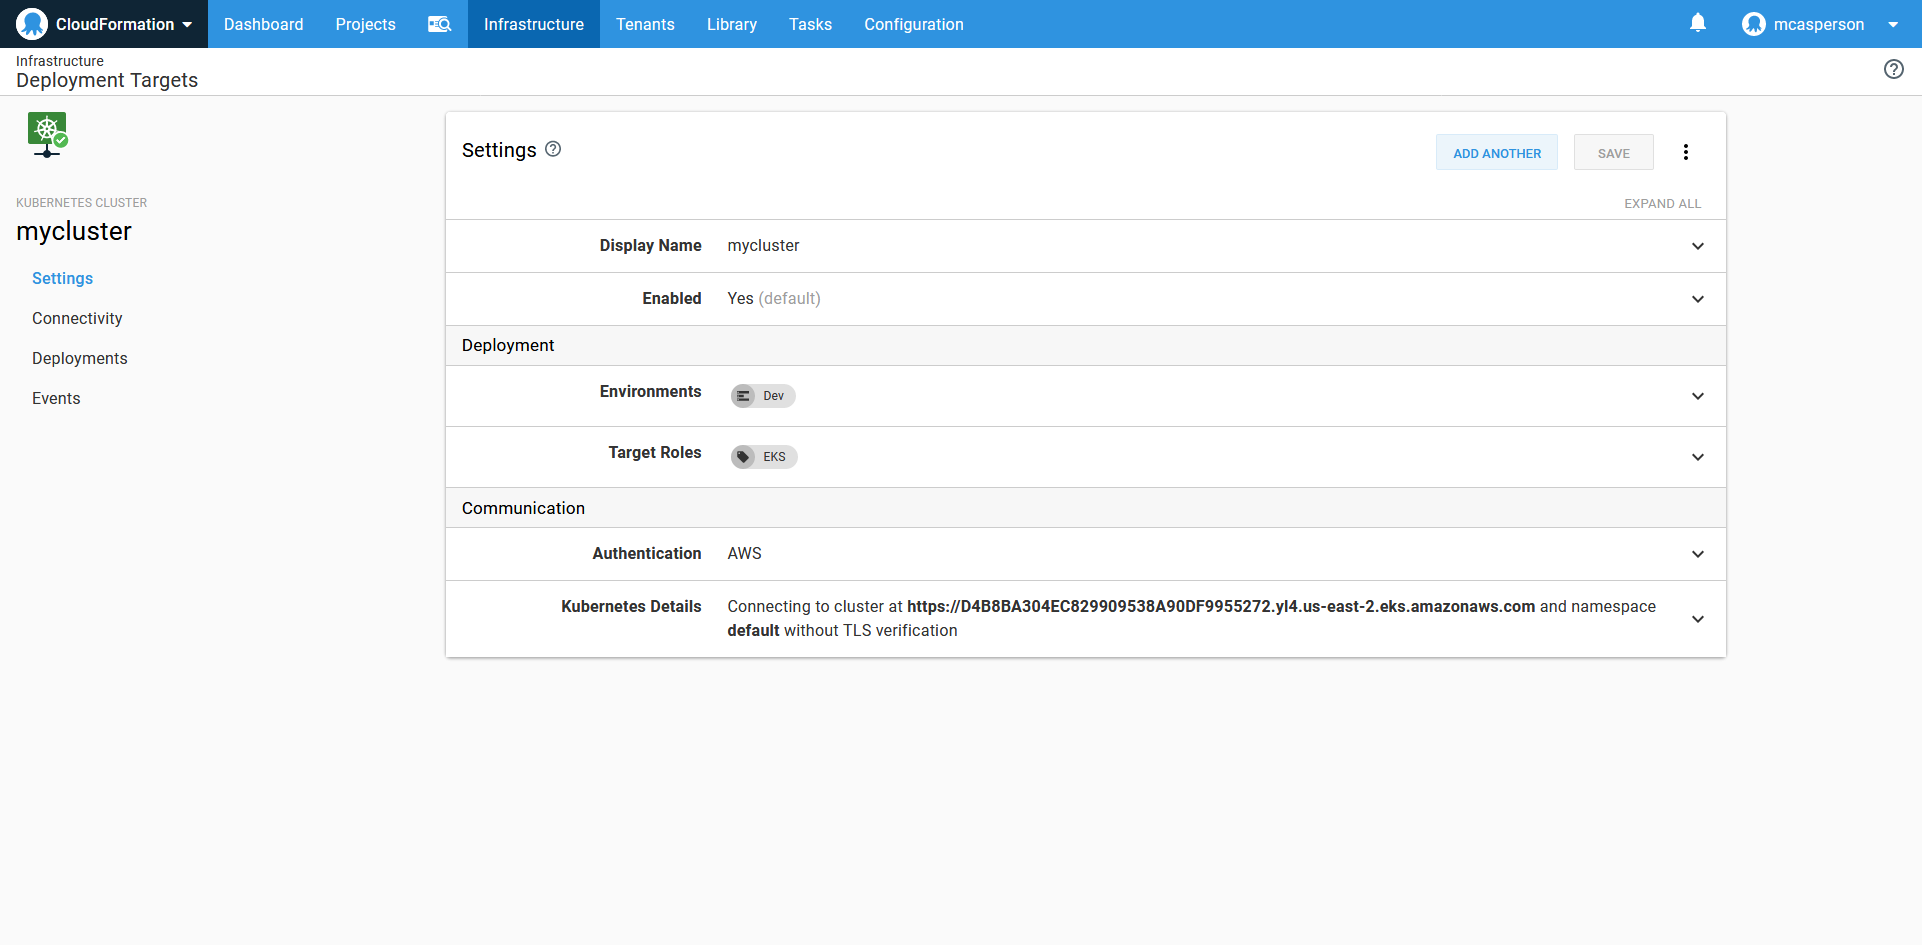 CloudFormation Dashboard Projects Infrastructure Tenants Library Tasks Configuration mcasperson
Infrastructure
Deployment Targets
KUBERNETES CLUSTER
mycluster
Settings
Connectivity
Deployments
Events
Settings
ADD ANOTHER SAVE
EXPAND ALL
Display Name mycluster
Enabled Yes (default)
Deployment
Environments Dev
Target Roles EKS
Communication
Authentication AWS
Kubernetes Details Connecting to cluster at https://D4B8BA304EC829909538A90DF9955272.yl4.us-east-2.eks.amazonaws.com and namespace
default without TLS verification